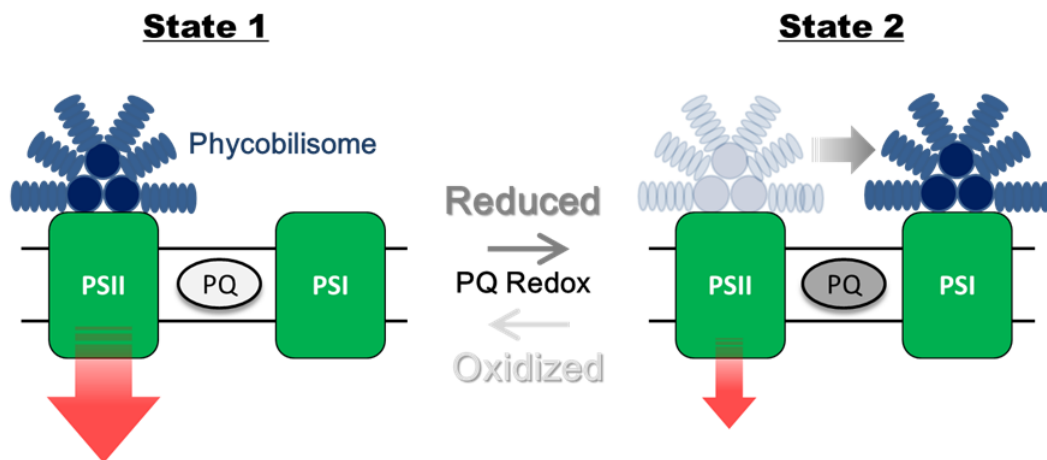 State 1
State 2
Phycobilisome
Reduced
PQ Redox
Oxidized
PSII
PQ
PSI
PSII
PQ
PSI